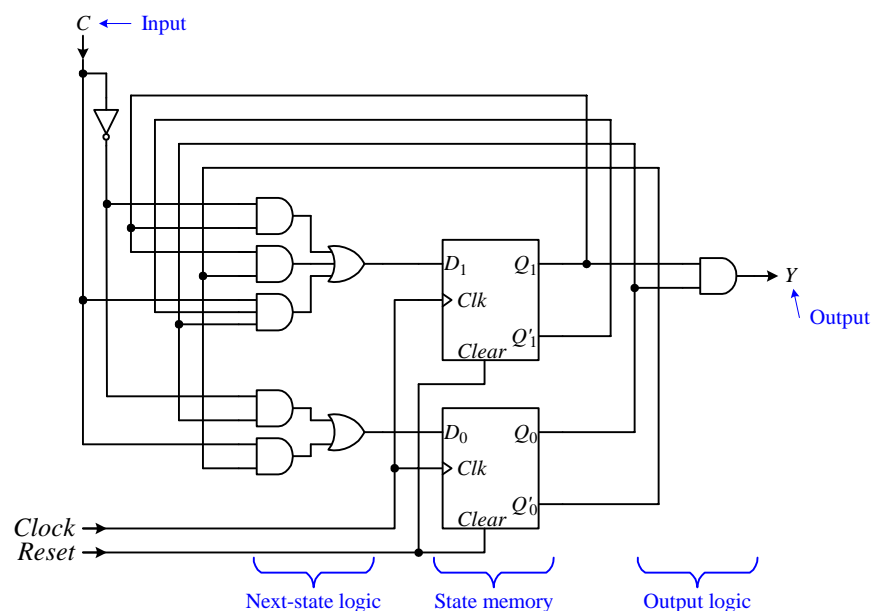 C
Input
D1
Q1
Clk
Q'1
Clear
Y
Output
D0
Q0
Clk
Q'0
Clear
Clock
Reset
Next-state logic
State memory
Output logic